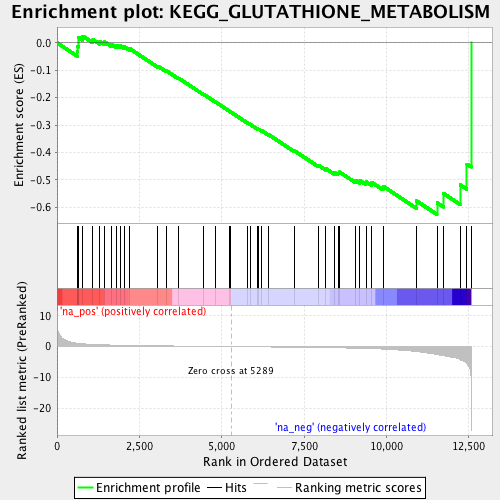 Enrichment plot: KEGG_GLUTATHIONE_METABOLISM
Enrichment score (ES)
0.0
-0.1
-0.2
-0.3
-0.4
-0.5
-0.6
'na_pos' (positively correlated)
Ranked list metric (PreRanked)
10
0
-10
-20
Zero cross at 5289
'na_neg' (negatively correlated)
0
2,500
5,000
7,500
10,000
12,500
Rank in Ordered Dataset
Enrichment profile
Hits
Ranking metric scores